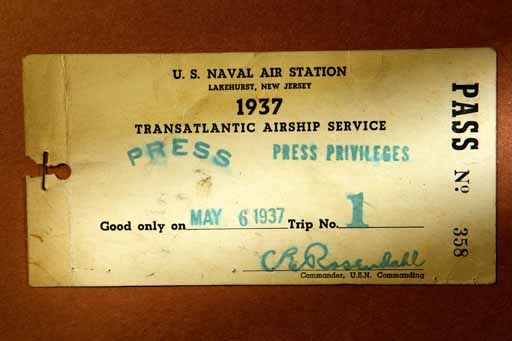 U. S. NAVAL AIR STATION
LAKEHURST, NEW JERSEY
1937
TRANSATLANTIC AIRSHIP SERVICE
PRESS PRESS PRIVILEGES
Good only on MAY 6 1937 Trip No. 1
C E Rosendahl
Commander, U.S.N. Commanding
PASS No. 358